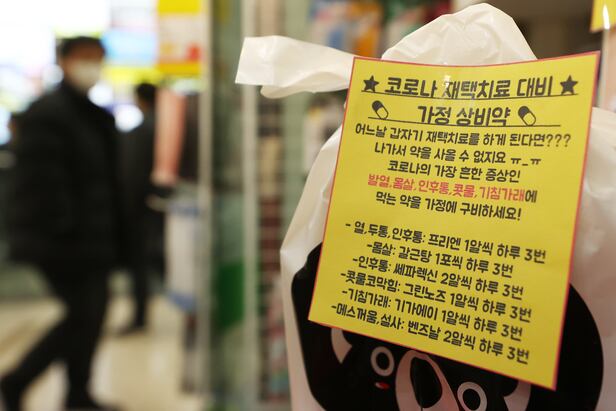 ★코로나 재택치료 대비★
가정 상비약
어느날 갑자기 재택치료를 하게 된다면???
나가서 약을 사올 수 없지요 ㅠ_ㅠ
코로나의 가장 흔한 증상인
발열,몸살,인후통,콧물,기침가래에
먹는 약을 가정에 구비하세요!
-열,두통,인후통: 프리엔 1알씩 하루 3번
-몸살: 갈근탕 1포씩 하루 3번
-인후통: 쎄파렉신 2알씩 하루 3번
-콧물코막힘: 그린노즈 1알씩 하루 3번
-기침가래: 기가에이 1알씩 하루 3번
-메스꺼움,설사: 벤즈날 2알씩 하루 3번